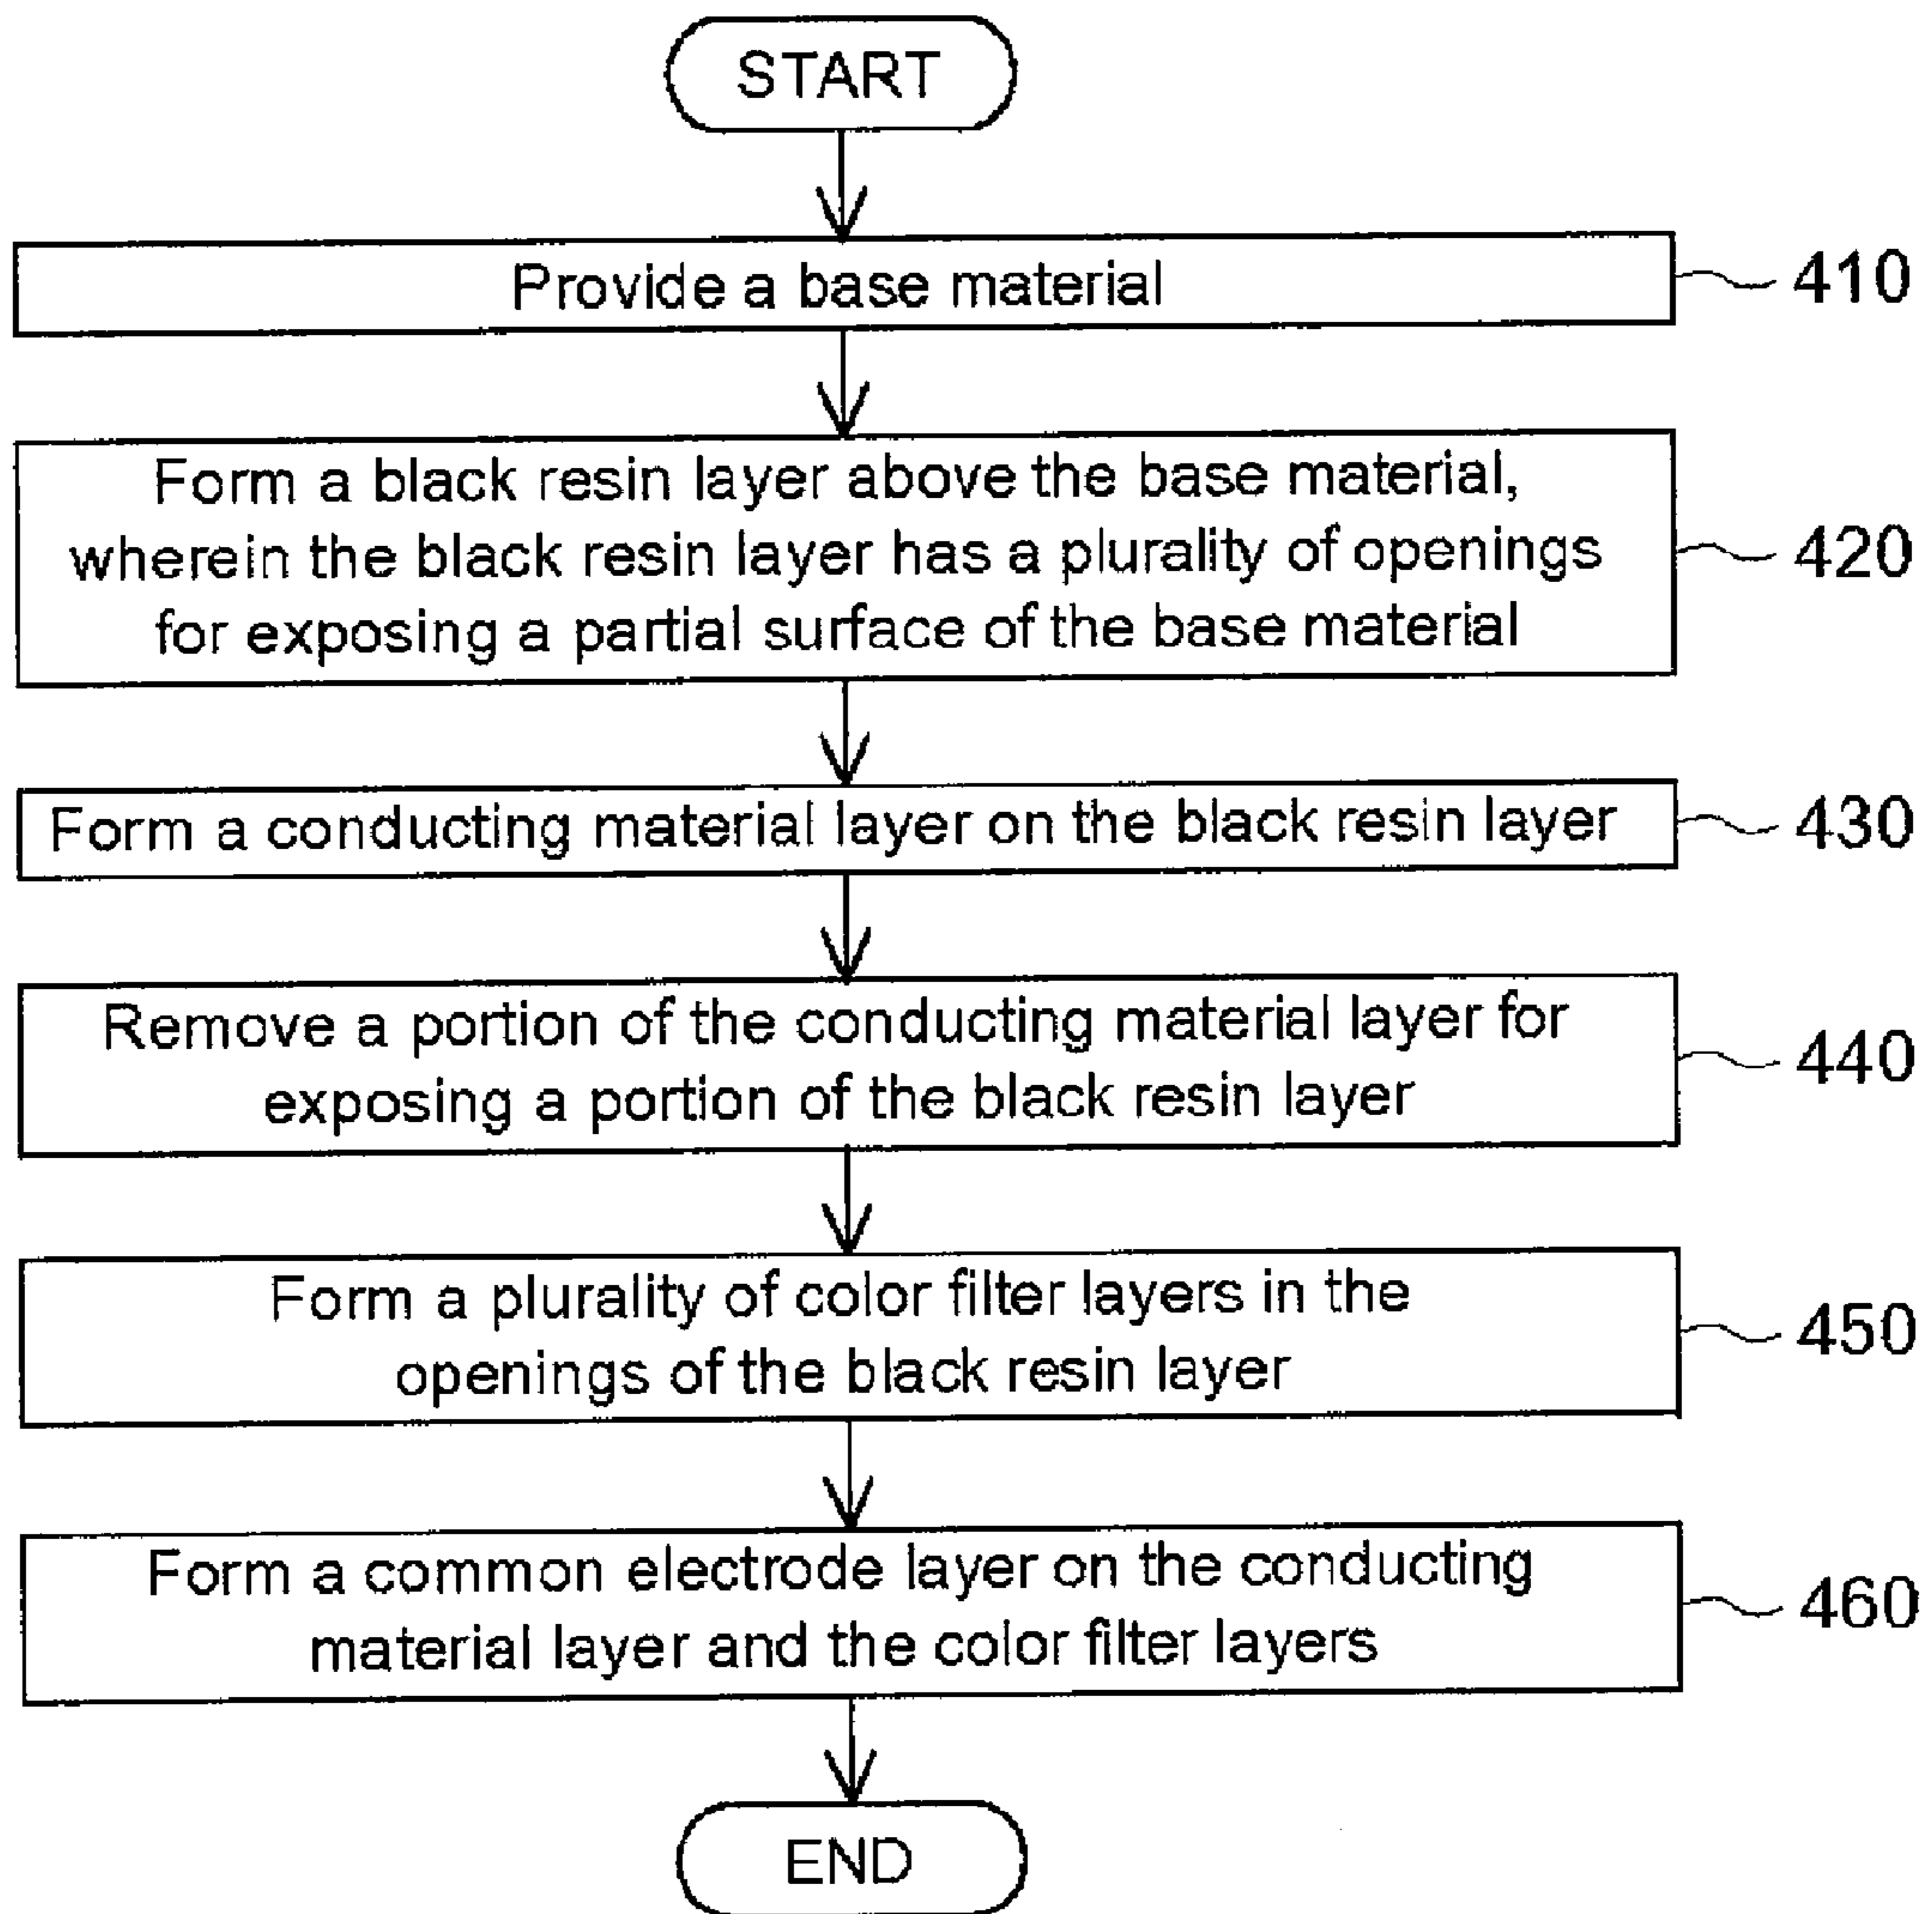 START
Provide a base material
410
Form a black resin layer above the base material,
wherein the black resin layer has a plurality of openings
for exposing a partial surface of the base material
420
Form a conducting material layer on the black resin layer
430
Remove a portion of the conducting material layer for
exposing a portion of the black resin layer
440
Form a plurality of color filter layers in the
openings of the black resin layer
450
Form a common electrode layer on the conducting
material layer and the color filter layers
460
END